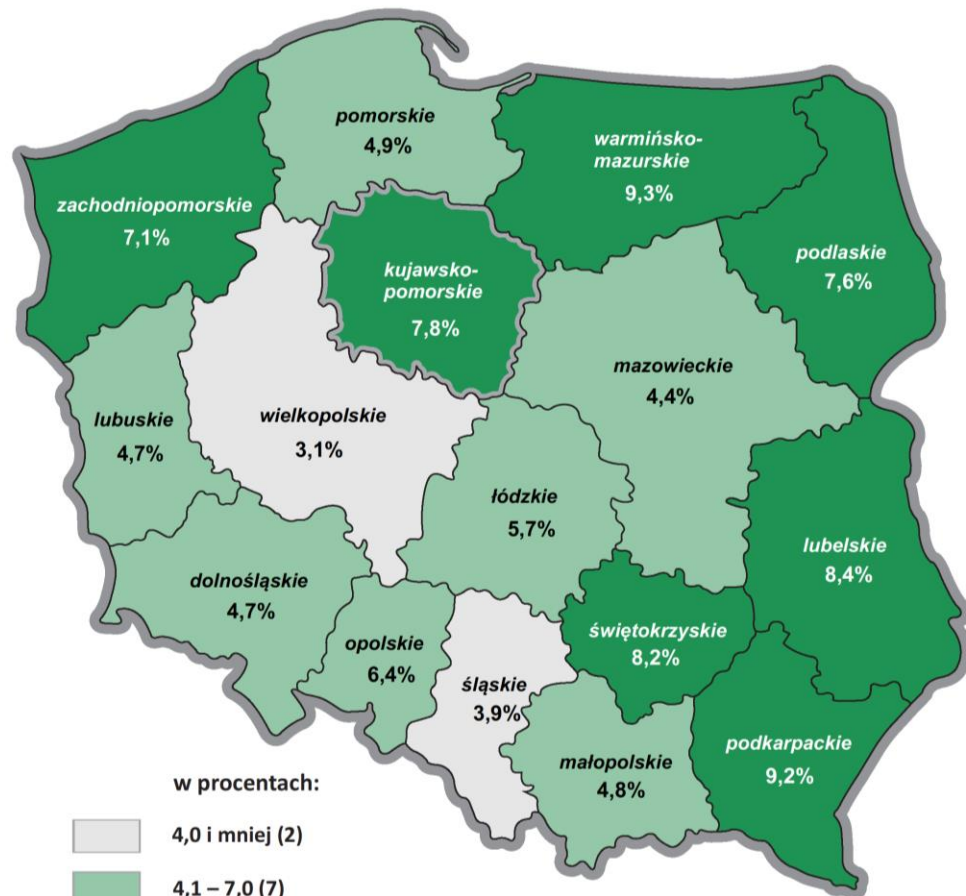 pomorskie
4,9%
warmińsko-
mazurskie
9,3%
zachodniopomorskie
7,1%
podlaskie
7,6%
kujawsko-
pomorskie
7,8%
mazowieckie
4,4%
lubuskie
4,7%
wielkopolskie
3,1%
łódzkie
5,7%
lubelskie
8,4%
dolnośląskie
4,7%
opolskie
6,4%
świętokrzyskie
8,2%
śląskie
3,9%
małopolskie
4,8%
podkarpackie
9,2%
w procentach:
4,0 i mniej (2)
4,1 – 7,0 (7)